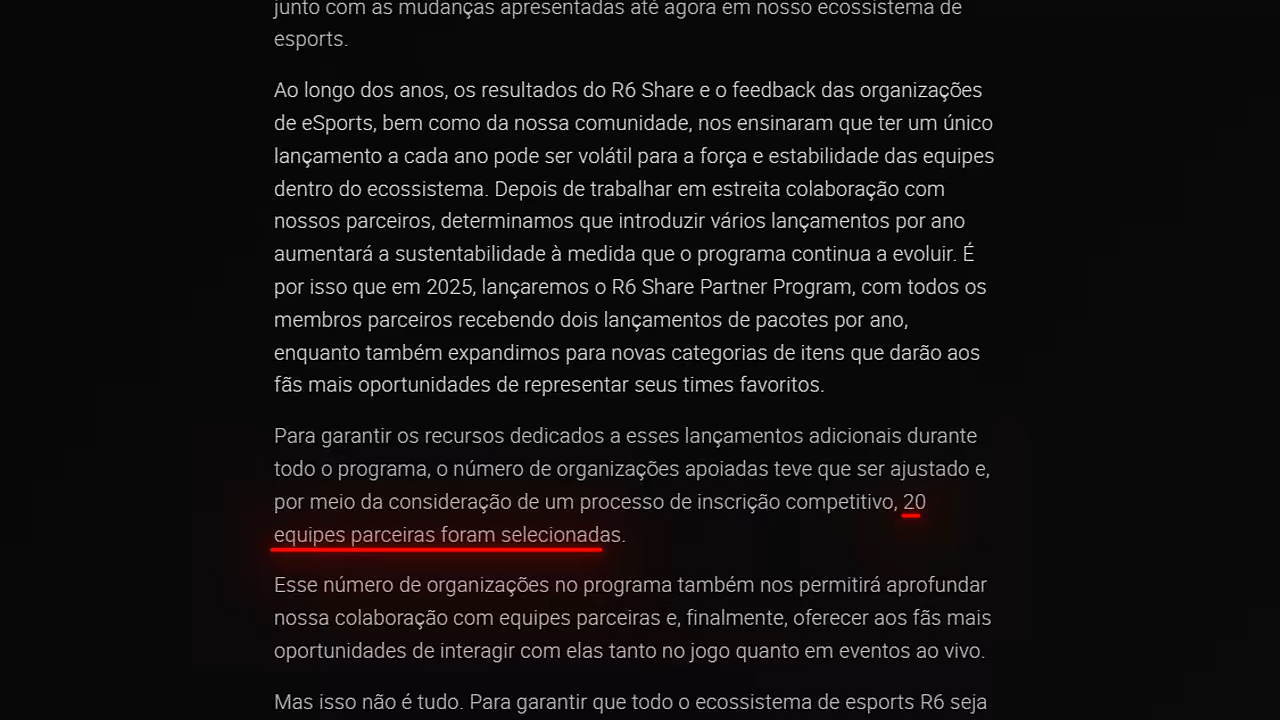 junto com as mudanças apresentadas até agora em nosso ecossistema de
esports.
Ao longo dos anos, os resultados do R6 Share e o feedback das organizações
de eSports, bem como da nossa comunidade, nos ensinaram que ter um único
lançamento a cada ano pode ser volátil para a força e estabilidade das equipes
dentro do ecossistema. Depois de trabalhar em estreita colaboração com
nossos parceiros, determinamos que introduzir vários lançamentos por ano
aumentará a sustentabilidade à medida que o programa continua a evoluir. É
por isso que em 2025, lançaremos o R6 Share Partner Program, com todos os
membros parceiros recebendo dois lançamentos de pacotes por ano,
enquanto também expandimos para novas categorias de itens que darão aos
fãs mais oportunidades de representar seus times favoritos.
Para garantir os recursos dedicados a esses lançamentos adicionais durante
todo o programa, o número de organizações apoiadas teve que ser ajustado e,
por meio da consideração de um processo de inscrição competitivo, 20
equipes parceiras foram selecionadas.
Esse número de organizações no programa também nos permitirá aprofundar
nossa colaboração com equipes parceiras e, finalmente, oferecer aos fãs mais
oportunidades de interagir com elas tanto no jogo quanto em eventos ao vivo.
Mas isso não é tudo. Para garantir que todo o ecossistema de esports R6 seja